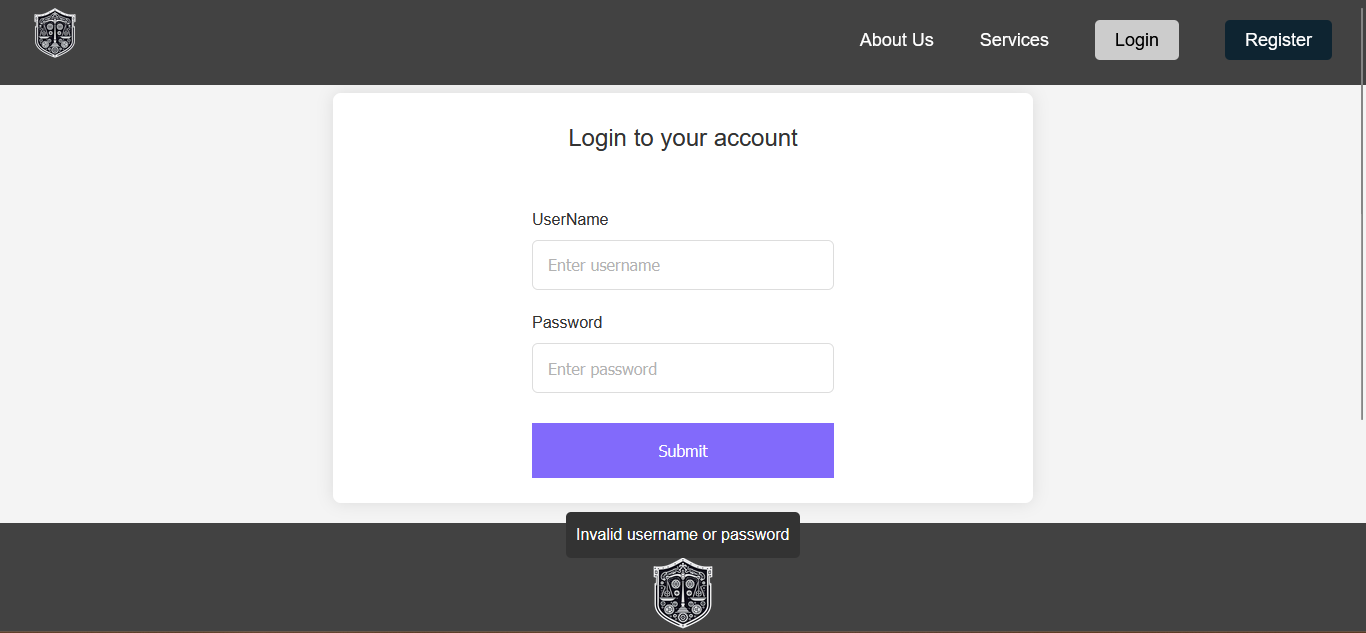 About Us
Services
Login
Register
Login to your account
UserName
Enter username
Password
Enter password
Submit
Invalid username or password